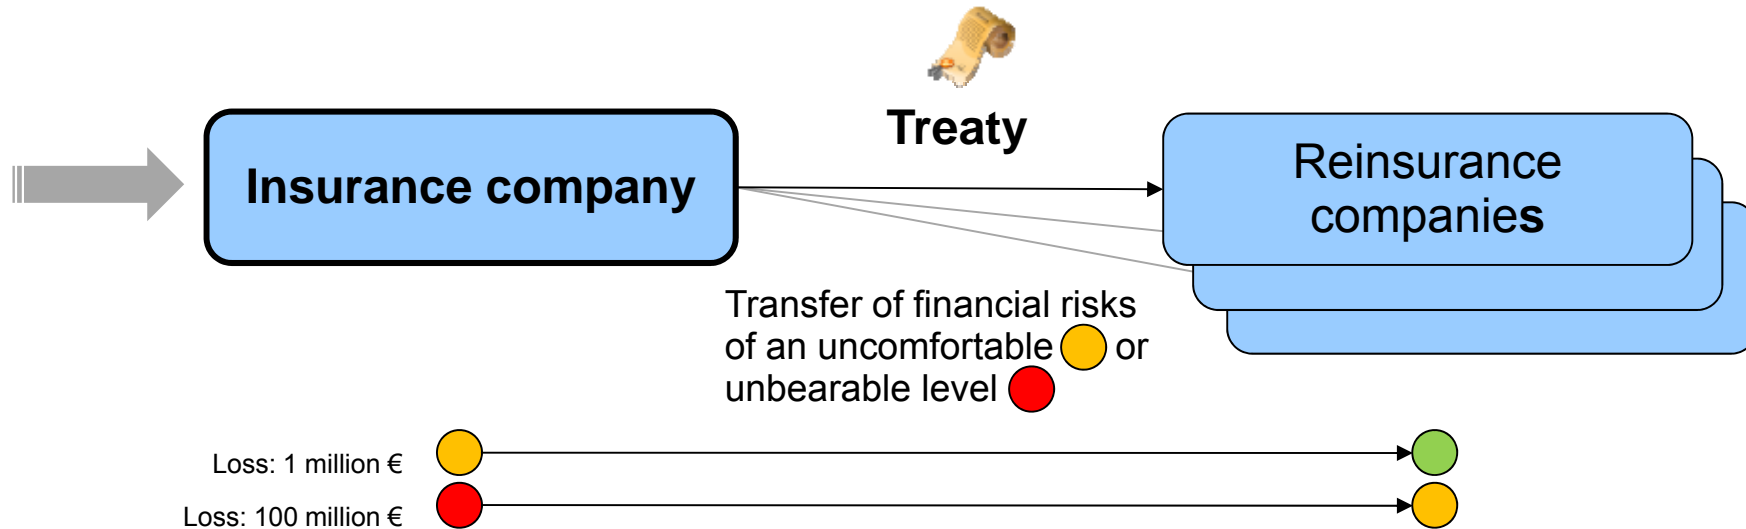 Treaty
Insurance company
Reinsurance
companies
Transfer of financial risks
of an uncomfortable or
unbearable level
Loss: 1 million €
Loss: 100 million €